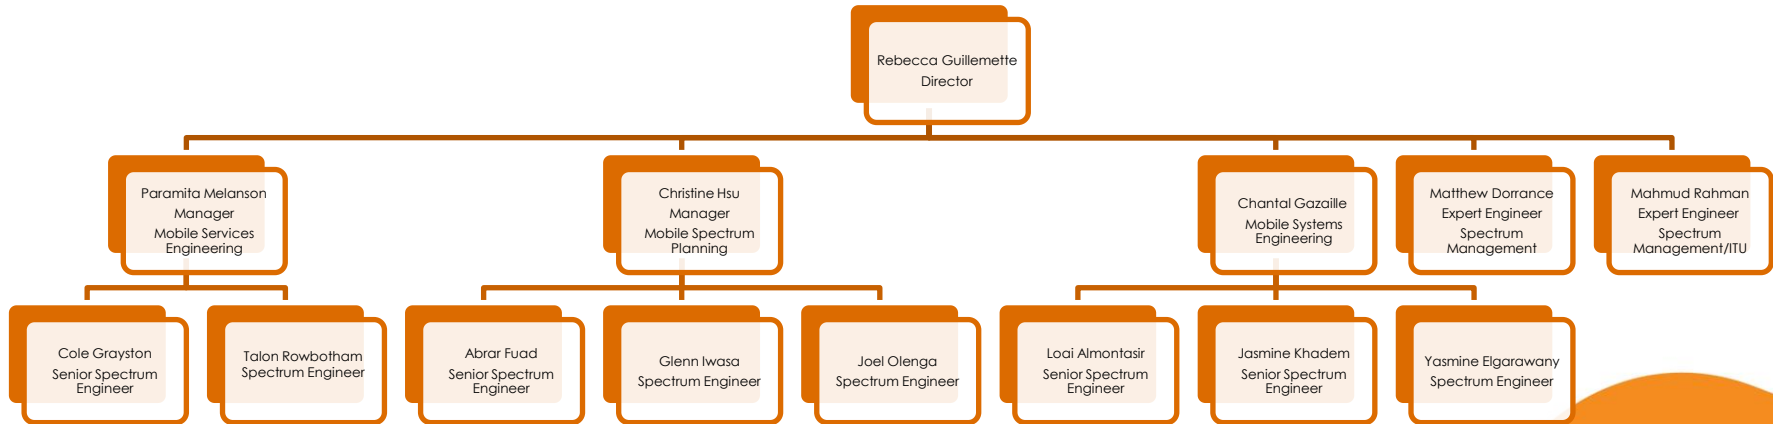 Rebecca Guillemette
Director
Paramita Melanson
Manager
Mobile Services
Engineering
Christine Hsu
Manager
Mobile Spectrum
Planning
Chantal Gazaille
Mobile Systems
Engineering
Matthew Dorrance
Expert Engineer
Spectrum
Management
Mahmud Rahman
Expert Engineer
Spectrum
Management/ITU
Cole Grayston
Senior Spectrum
Engineer
Talon Rowbotham
Spectrum Engineer
Abrar Fuad
Senior Spectrum
Engineer
Glenn Iwasa
Spectrum Engineer
Joel Olenga
Spectrum Engineer
Loai Almontasir
Senior Spectrum
Engineer
Jasmine Khadem
Senior Spectrum
Engineer
Yasmine Elgarawany
Spectrum Engineer